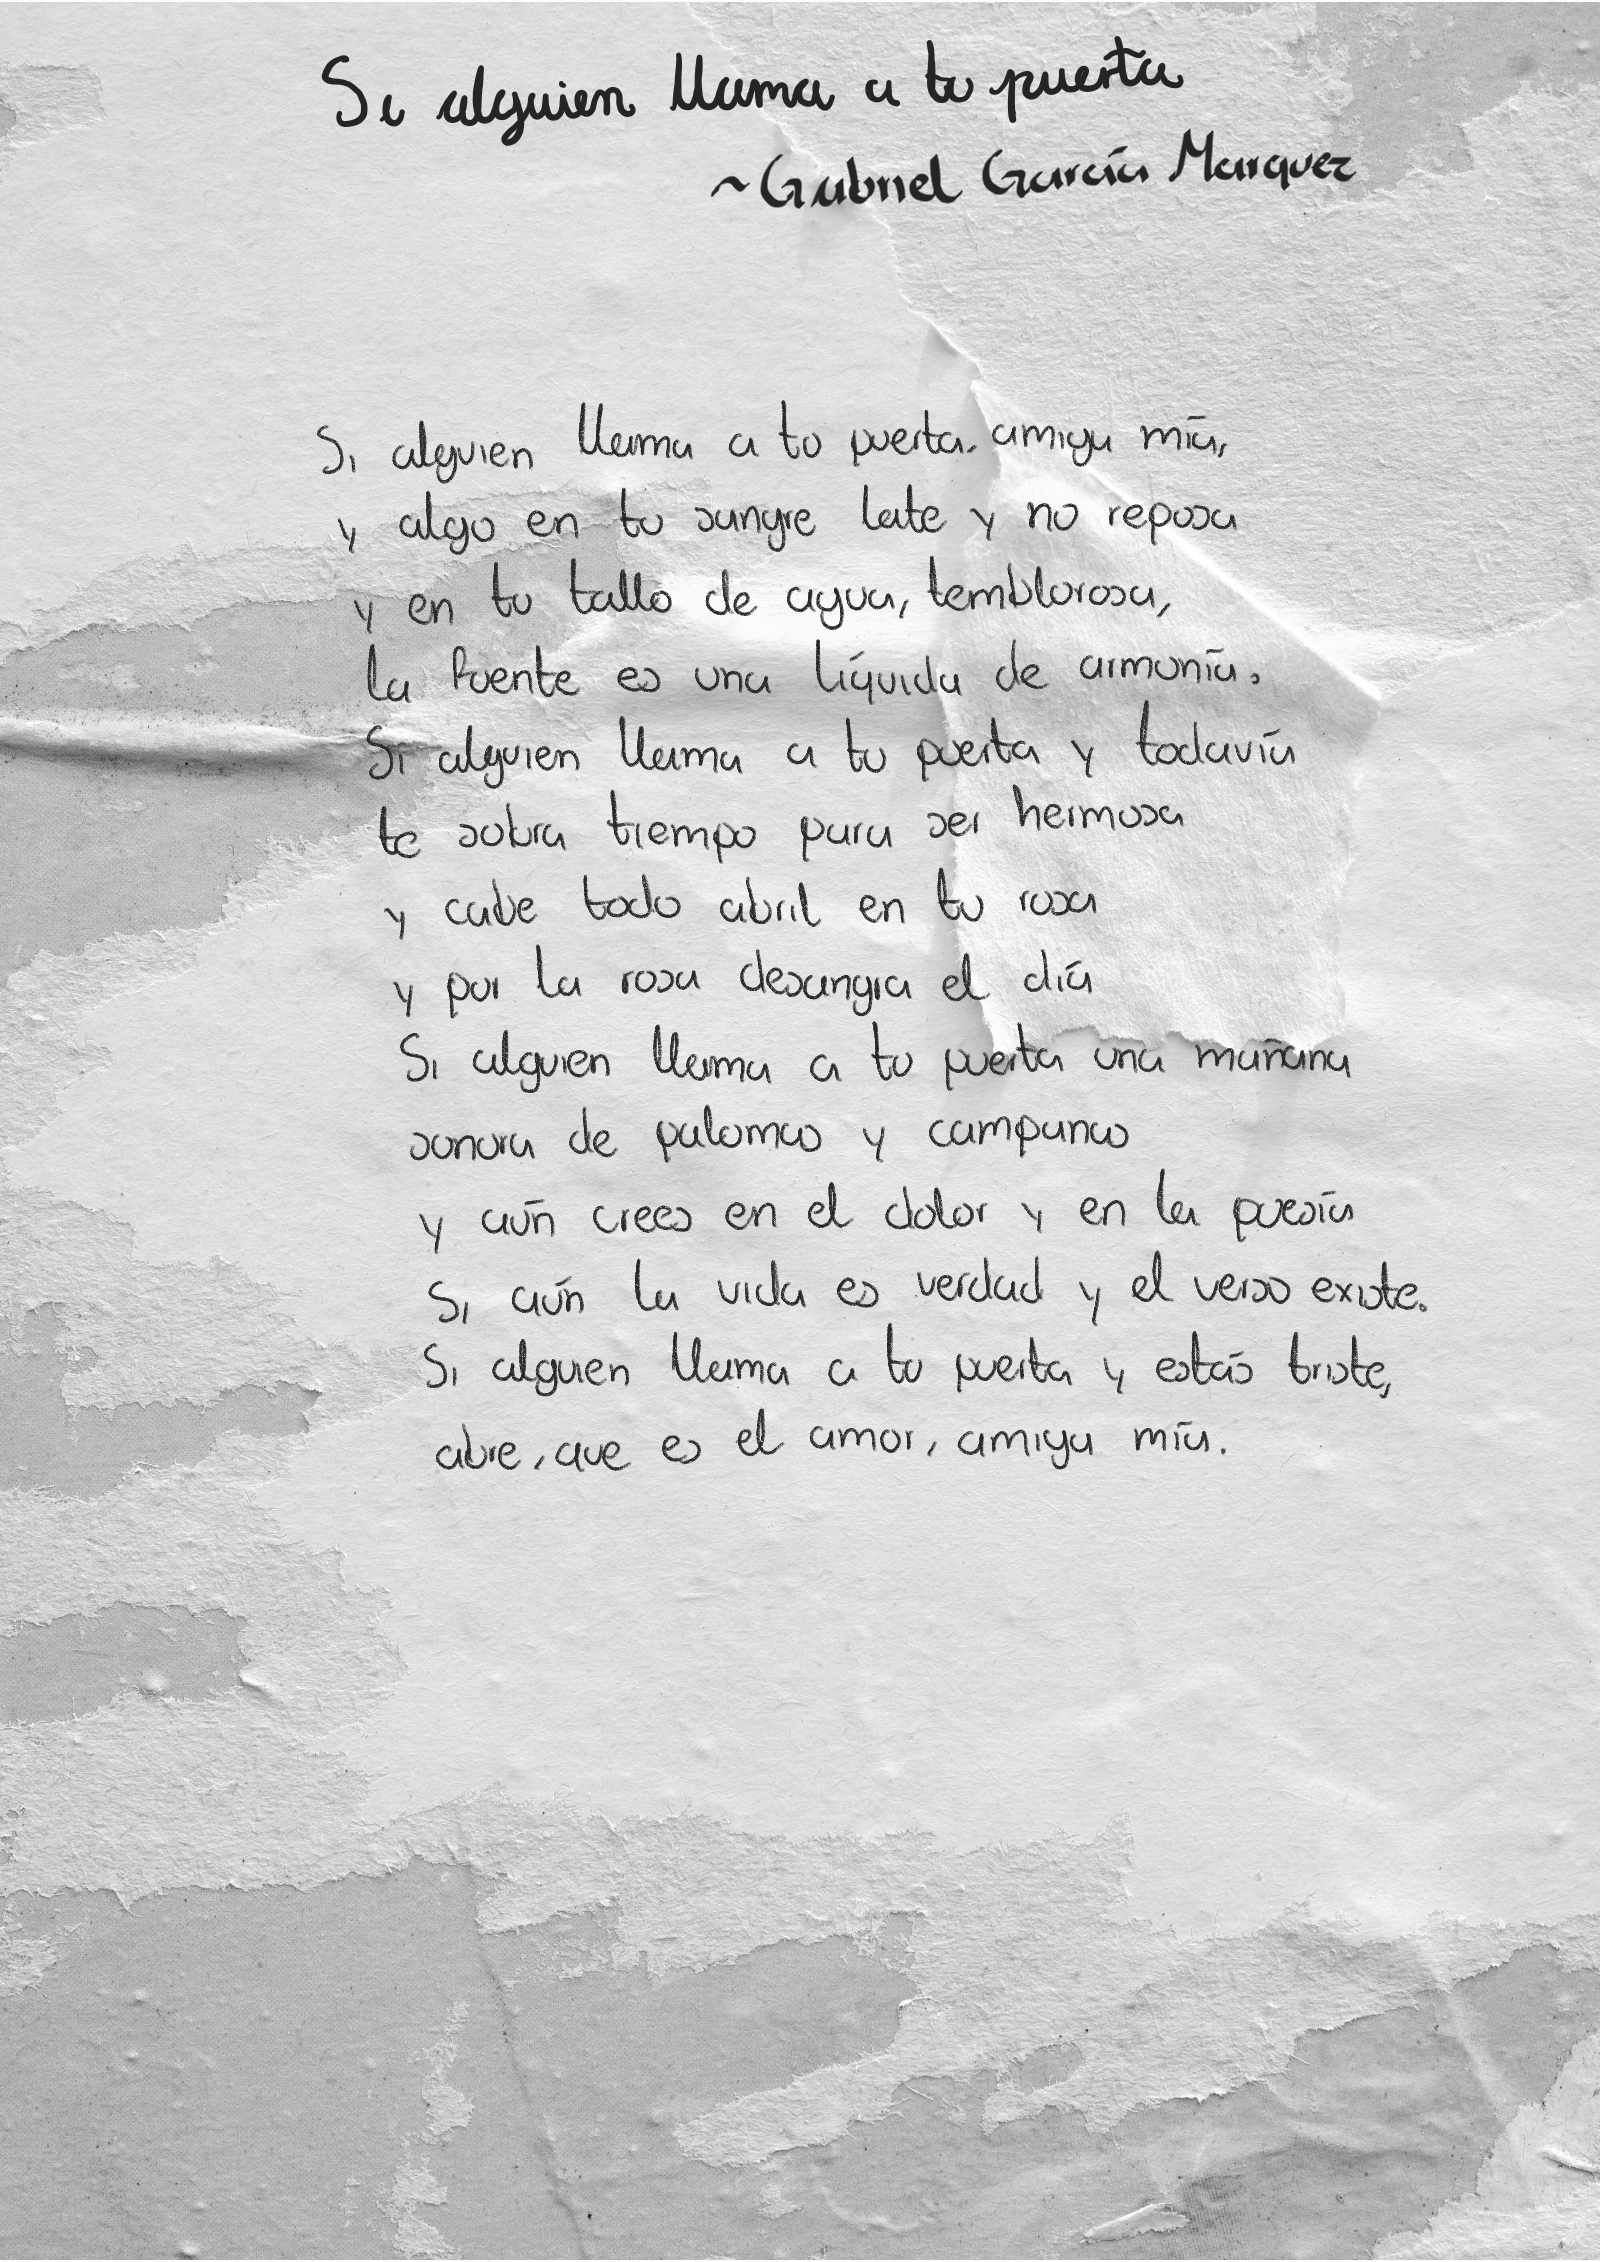 Si alguien llama a tu puerta
~Gabriel García Marquez
Si alguien llama a tu puerta. amiga mía,
y algo en tu sangre late y no reposa
y en tu tallo de agua, temblorosa,
la fuente es una líquida de armonía.
Si alguien llama a tu puerta y todavía
te sobra tiempo para ser hermosa
y cabe todo abril en tu rosa
y por la rosa desangra el día
Si alguien llama a tu puerta una mañana
sonora de palomas y campanas
y aún crees en el dolor y en la poesía
Si aún la vida es verdad y el verso existe.
Si alguien llama a tu puerta y estás triste,
abre, que es el amor, amiga mía.